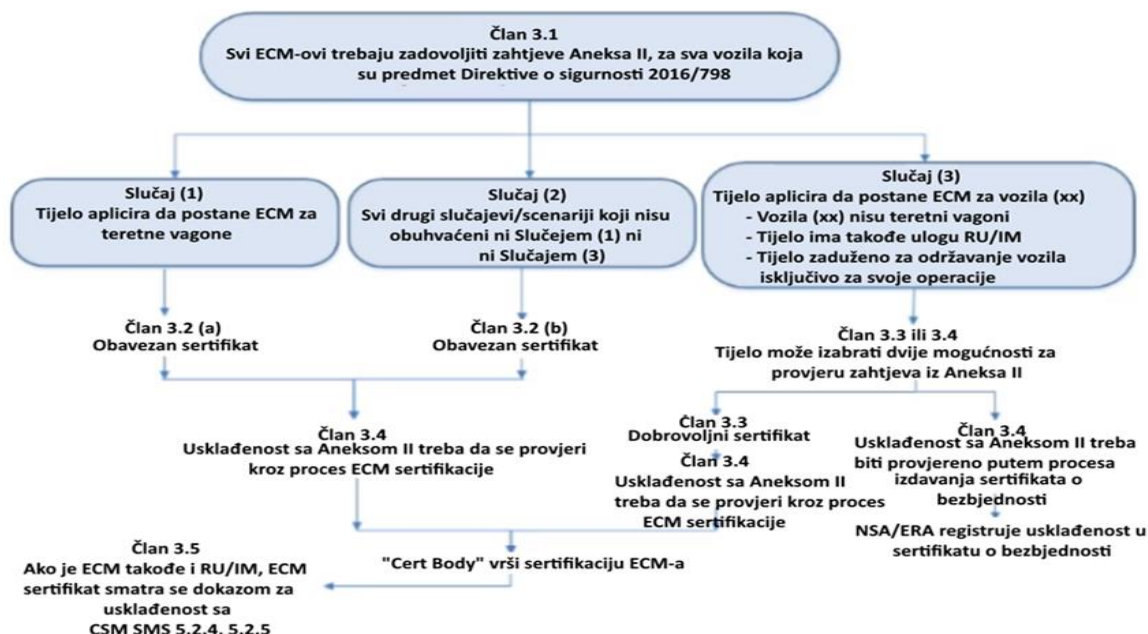 Član 3.1
Svi ECM-ovi trebaju zadovoljiti zahtjeve Aneksa II, za sva vozila koja
su predmet Direktive o sigurnosti 2016/798
Slučaj (1)
Tijelo aplicira da postane ECM za
teretne vagone
Slučaj (2)
Svi drugi slučajevi/scenariji koji nisu
obuhvaćeni ni Slučejem (1) ni
ni Slučajem (3)
Slučaj (3)
Tijelo aplicira da postane ECM za vozila (xx)
- Vozila (xx) nisu teretni vagoni
- Tijelo ima takođe ulogu RU/IM
- Tijelo zaduženo za održavanje vozila
isključivo za svoje operacije
Član 3.2 (a)
Obavezan sertifikat
Član 3.2 (b)
Obavezan sertifikat
Član 3.3 ili 3.4
Tijelo može izabrati dvije mogućnosti za
provjeru zahtjeva iz Aneksa II
Član 3.4
Usklađenost sa Aneksom II treba da se provjeri
kroz proces ECM sertifikacije
Član 3.3
Dobrovoljni sertifikat
Član 3.4
Usklađenost sa Aneksom II
treba da se provjeri kroz proces
ECM sertifikacije
Član 3.4
Usklađenost sa Aneksom II treba
biti provjereno putem procesa
izdavanja sertifikata o
bezbjednosti
NSA/ERA registruje usklađenost u
sertifikatu o bezbjednosti
"Cert Body" vrši sertifikaciju ECM-a
Član 3.5
Ako je ECM takođe i RU/IM, ECM
sertifikat smatra se dokazom za
usklađenost sa
CSM SMS 5.2.4, 5.2.5